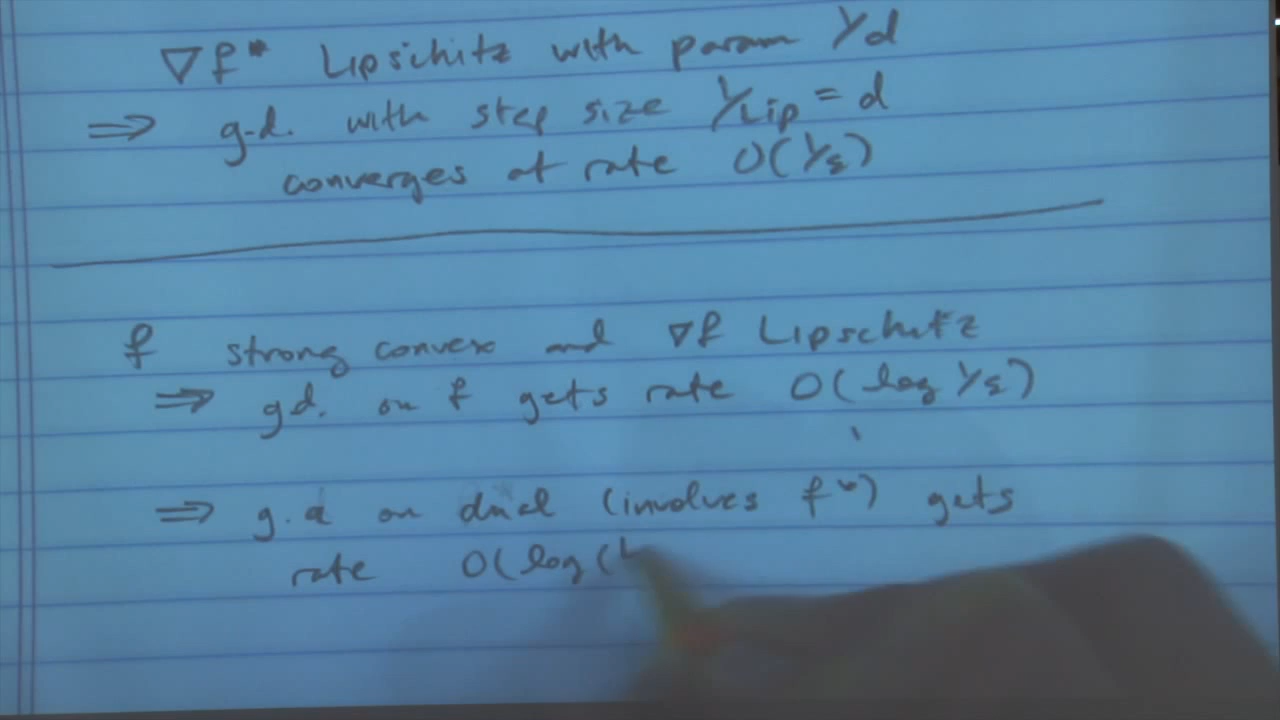 ∇f* Lipschitz with param 1/d
⇒ g.d. with step size 1/Lip = d
converges at rate O(1/ε)
f strong convex and ∇f Lipschitz
⇒ gd. on f gets rate O(log 1/ε)
⇒ g.a on dual (involves f*) gets
rate O(log(